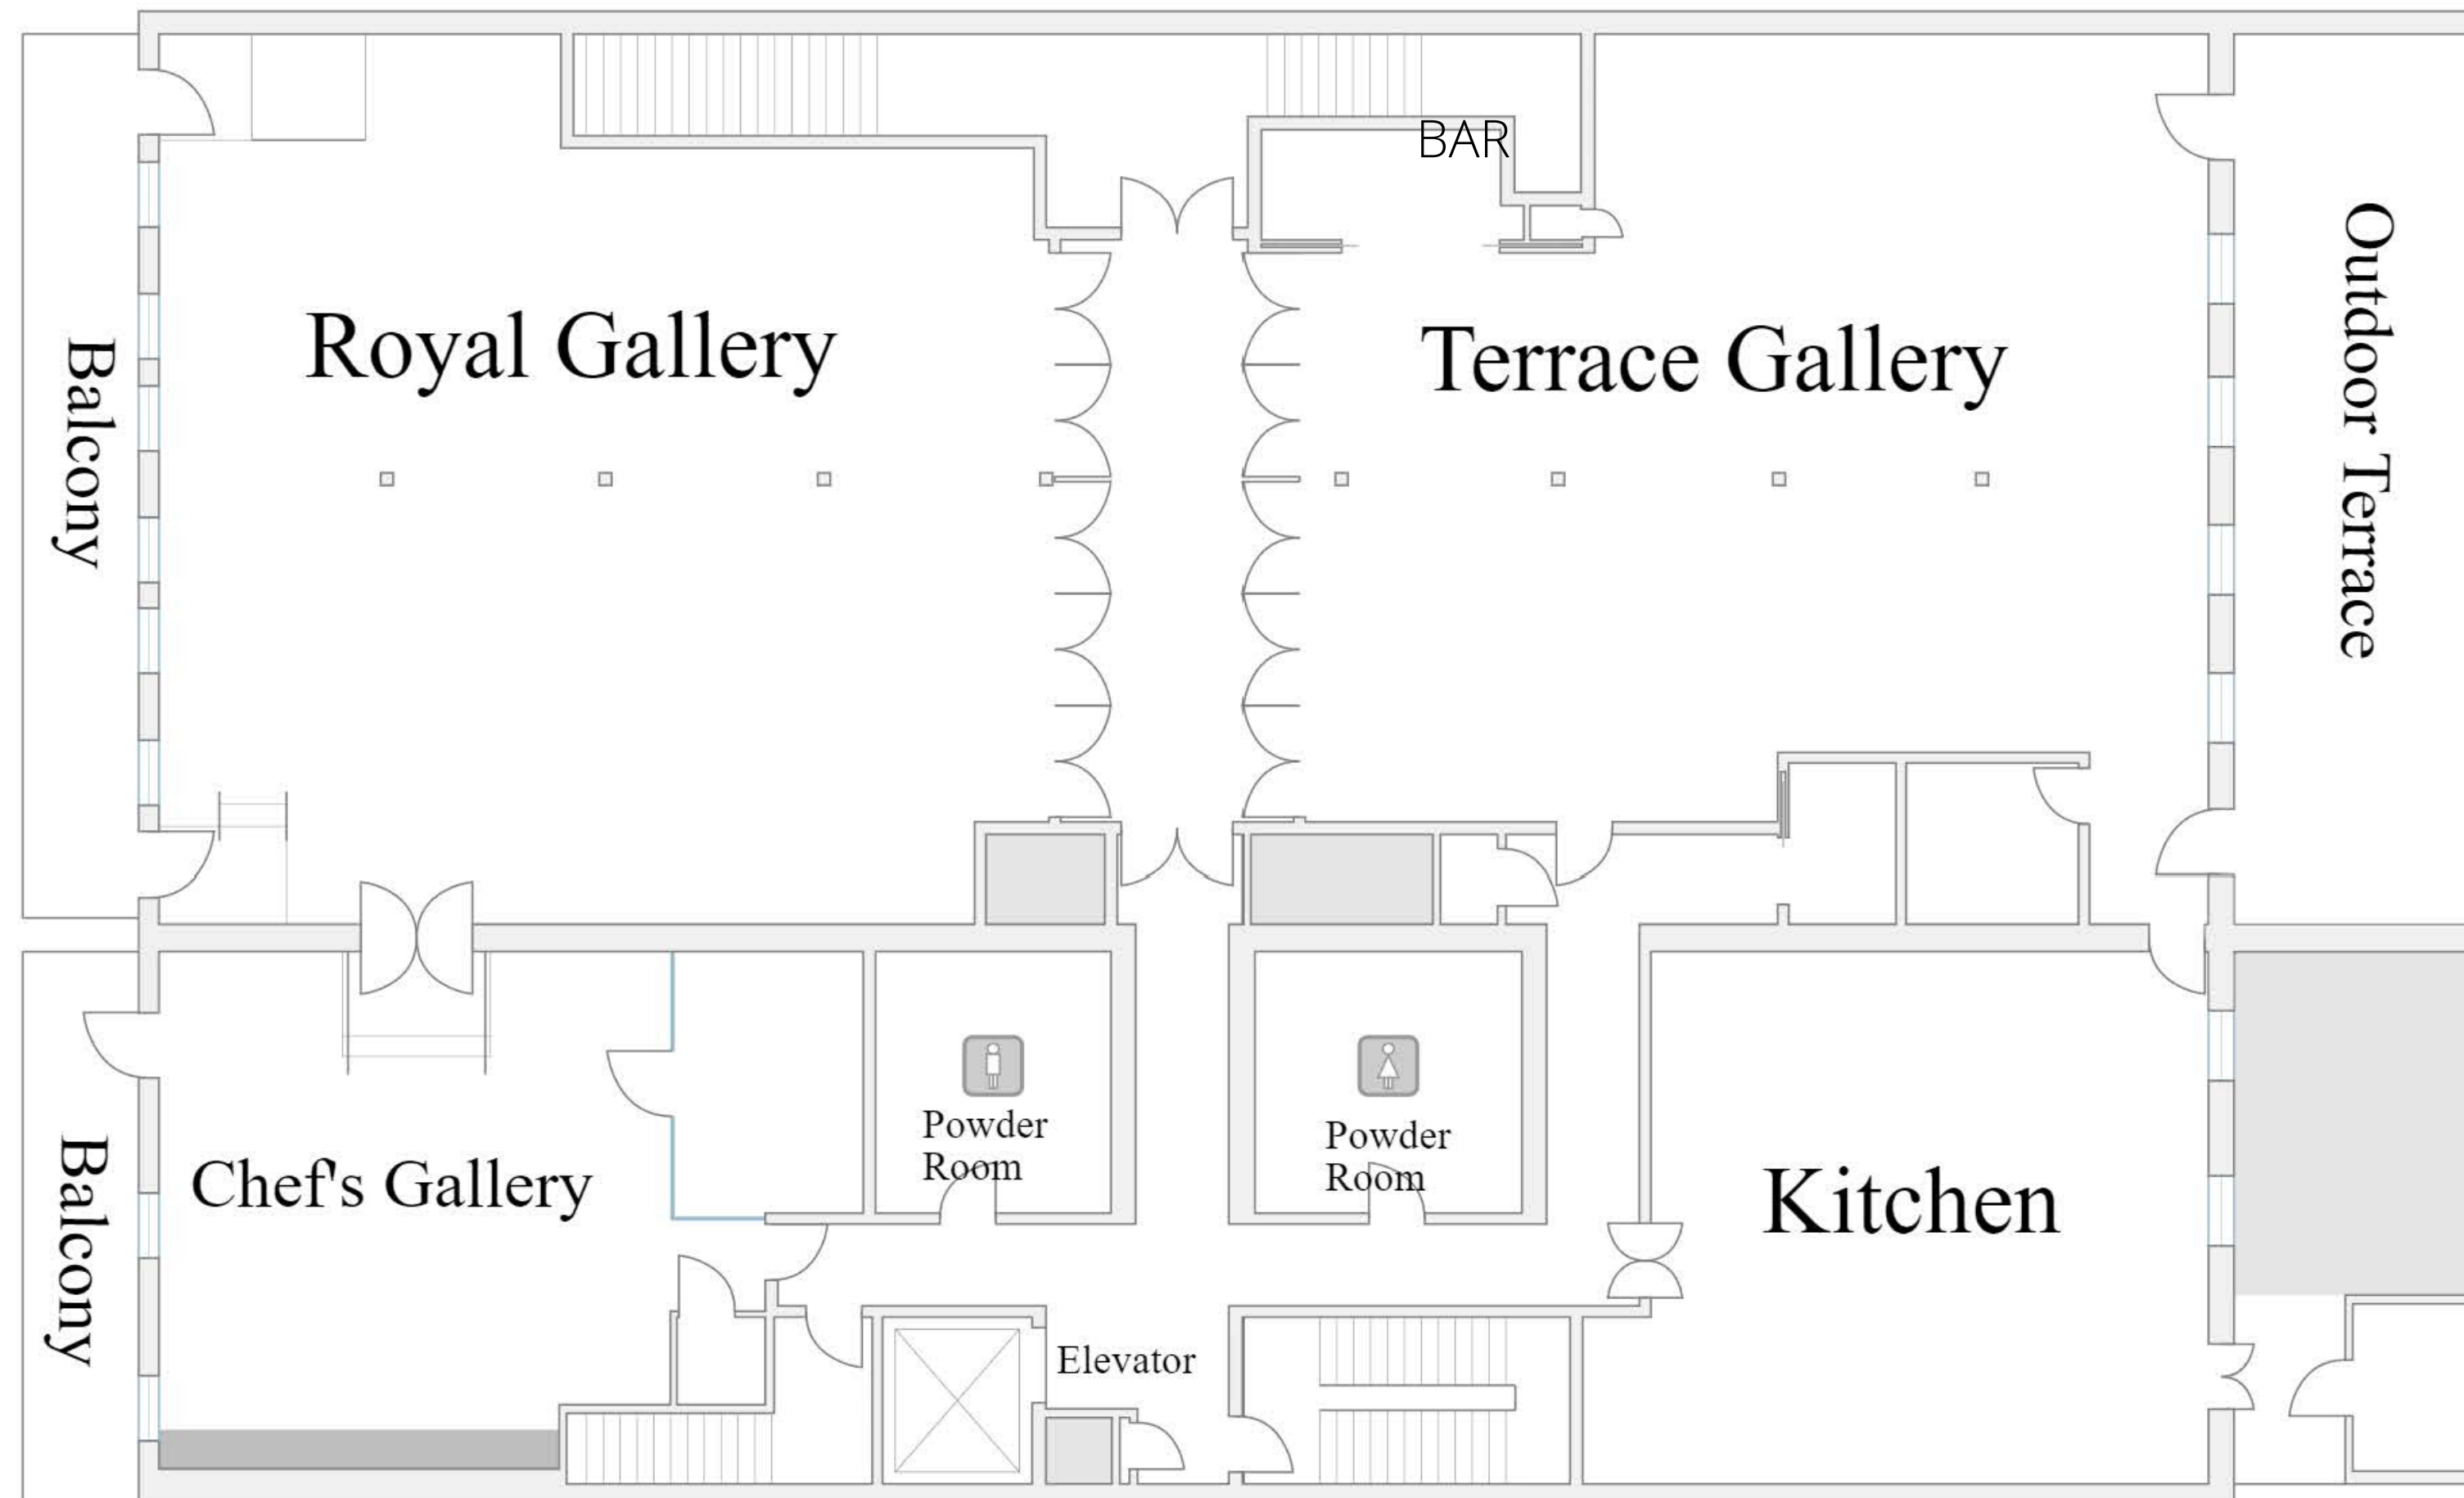 BAR
Royal Gallery
Terrace Gallery
Balcony
Outdoor Terrace
Powder
Room
Powder
Room
Chef's Gallery
Kitchen
Balcony
Elevator